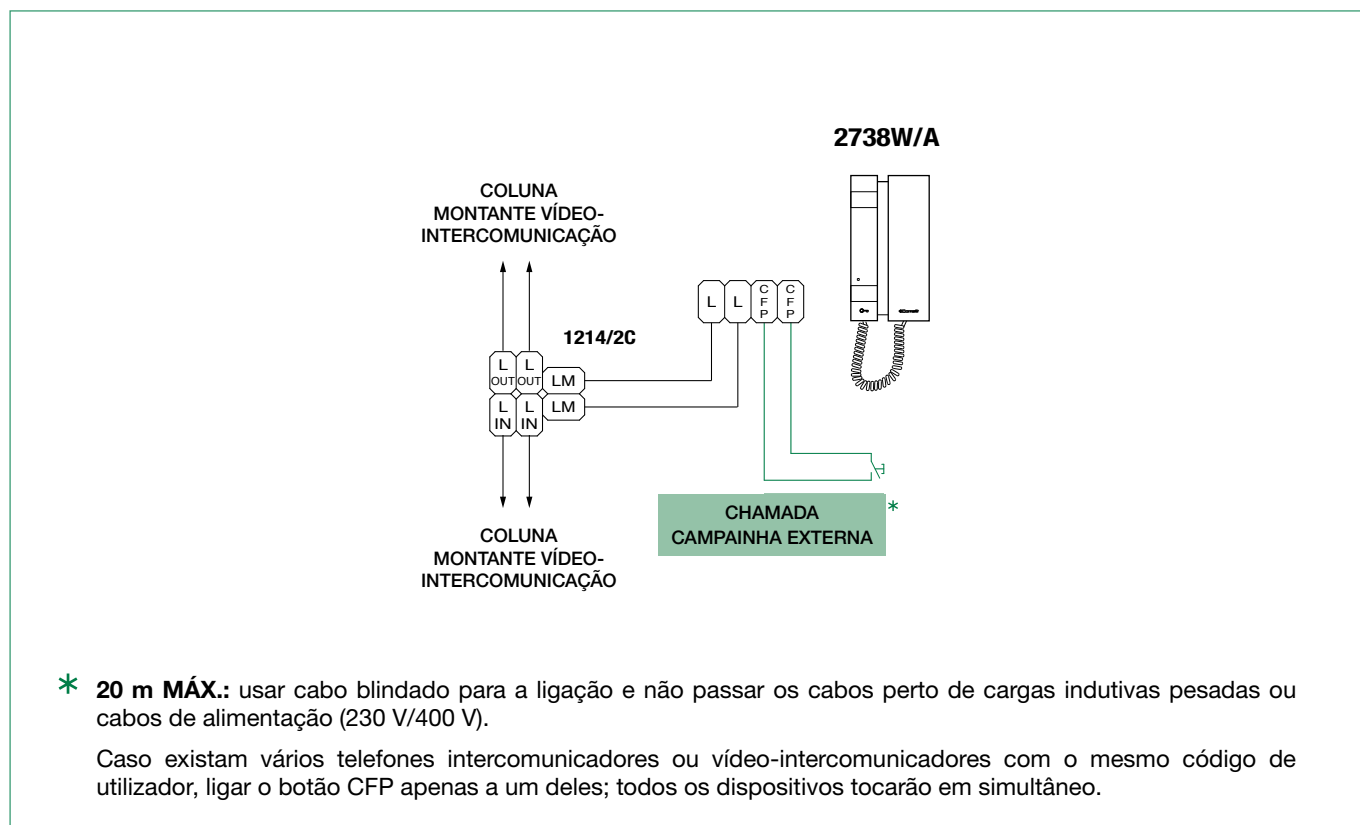 2738W/A
COLUNA
MONTANTE VÍDEO-
INTERCOMUNICAÇÃO
1214/2C
L
L
C
F
P
C
F
P
L
OUT
L
OUT
LM
L
IN
L
IN
LM
COLUNA
MONTANTE VÍDEO-
INTERCOMUNICAÇÃO
CHAMADA
CAMPAINHA EXTERNA
*
* 20 m MÁX.: usar cabo blindado para a ligação e não passar os cabos perto de cargas indutivas pesadas ou
cabos de alimentação (230 V/400 V).
Caso existam vários telefones intercomunicadores ou vídeo-intercomunicadores com o mesmo código de
utilizador, ligar o botão CFP apenas a um deles; todos os dispositivos tocarão em simultâneo.